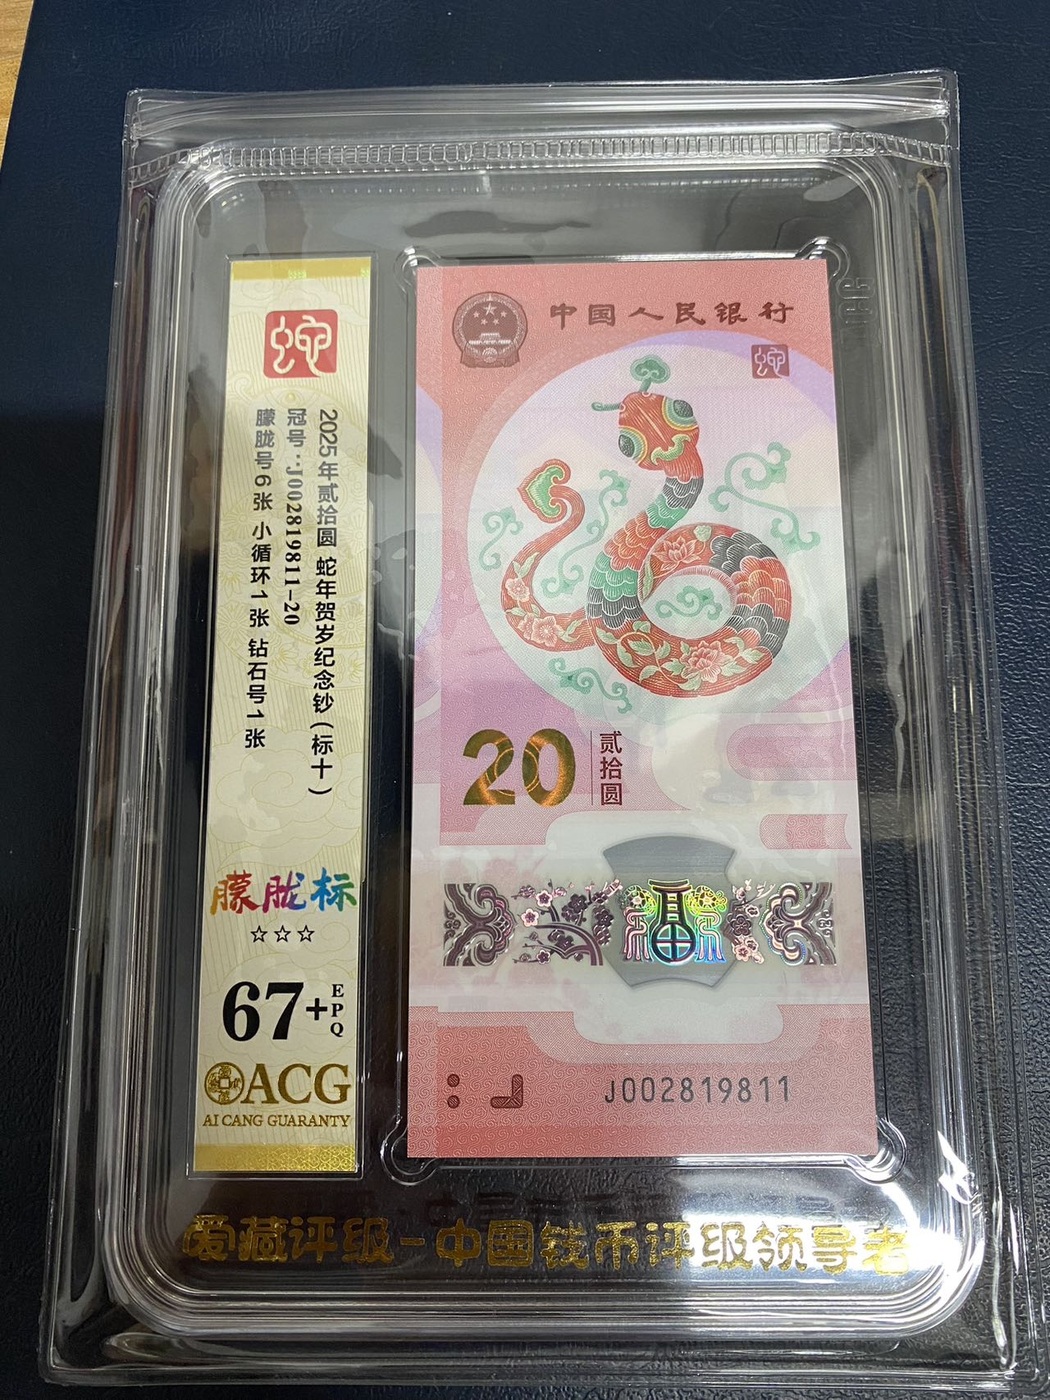 蛇
2025年贰拾圆 蛇年贺岁纪念钞(标十)
冠号:J002819811-20
朦胧号6张 小循环1张 钻石号1张
朦胧标
☆☆☆
67+EPQ
ACG
AI CANG GUARANTY
中国人民银行
蛇
20
贰拾圆
J002819811
爱藏评级-中国钱币评级领导者